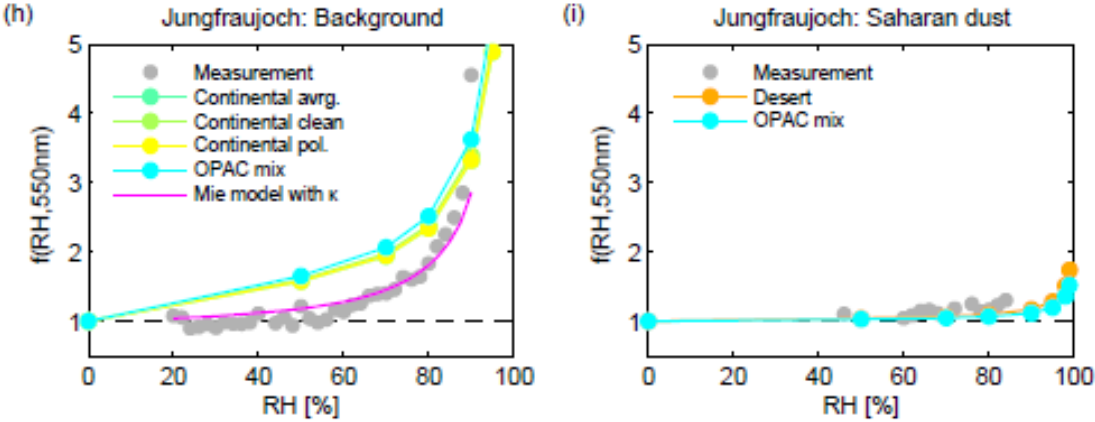 (h) Jungfraujoch: Background
5
4
3
2
1
f(RH,550nm)
Measurement
Continental avrg.
Continental clean
Continental pol.
OPAC mix
Mie model with κ
0 20 40 60 80 100
RH [%]
(i) Jungfraujoch: Saharan dust
5
4
3
2
1
f(RH,550nm)
Measurement
Desert
OPAC mix
0 20 40 60 80 100
RH [%]